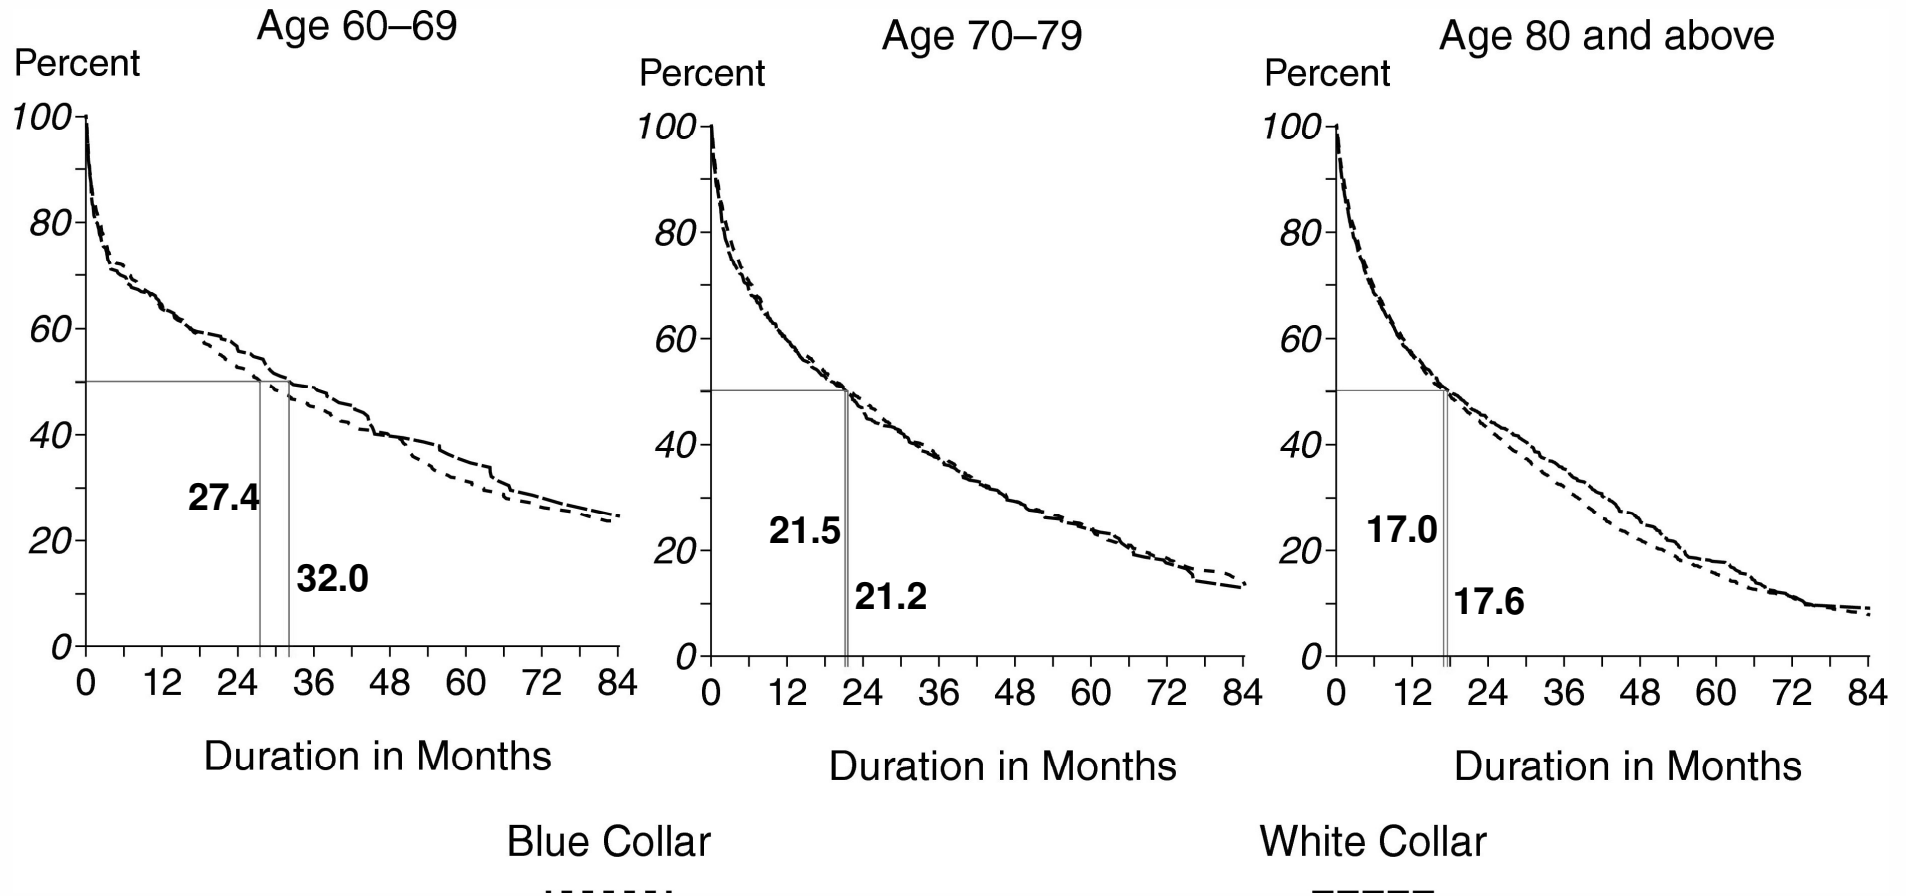 Age 60–69
Percent
100
80
60
40
20
0
27.4
32.0
0 12 24 36 48 60 72 84
Duration in Months
Age 70–79
Percent
100
80
60
40
20
0
21.5
21.2
0 12 24 36 48 60 72 84
Duration in Months
Age 80 and above
Percent
100
80
60
40
20
0
17.0
17.6
0 12 24 36 48 60 72 84
Duration in Months
Blue Collar
White Collar